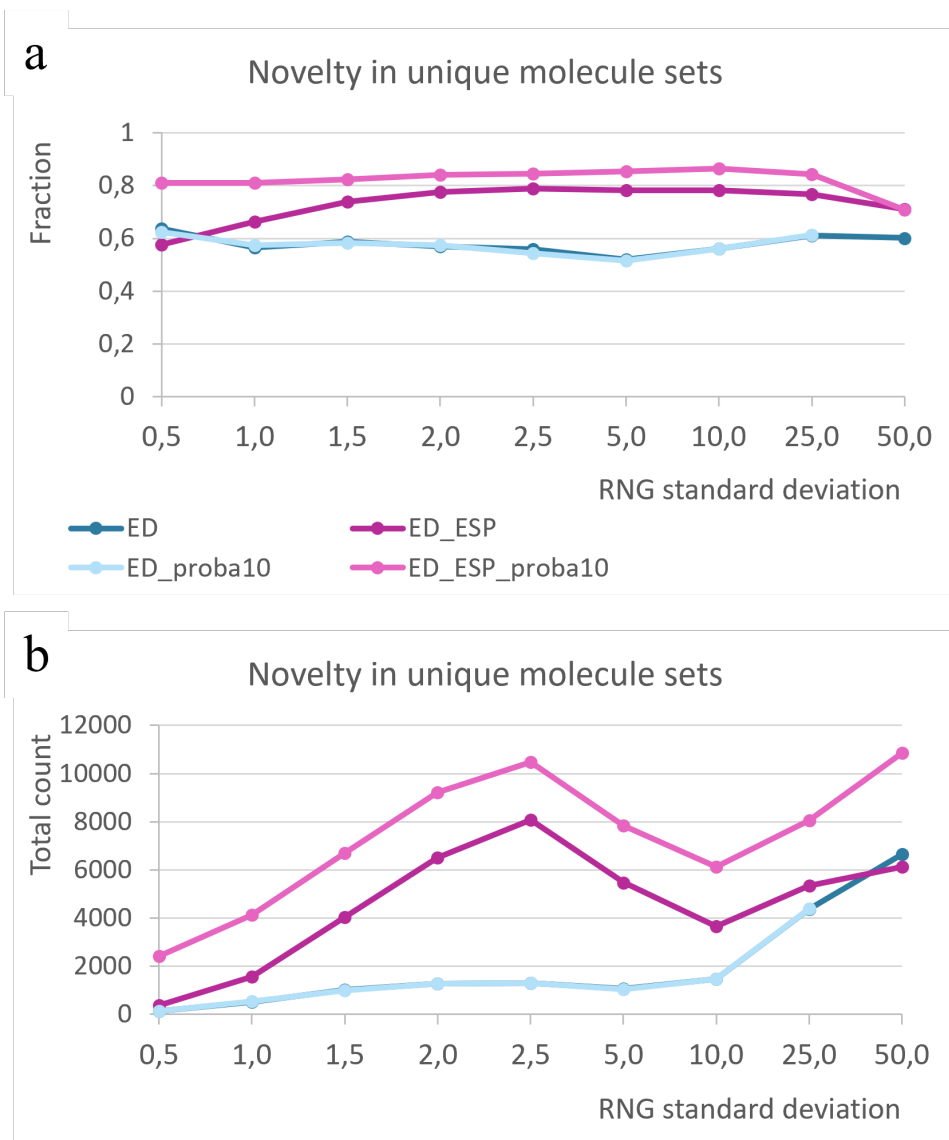 a
Novelty in unique molecule sets
Fraction
1
0,8
0,6
0,4
0,2
0
0,5 1,0 1,5 2,0 2,5 5,0 10,0 25,0 50,0
RNG standard deviation
ED ED_ESP
ED_proba10 ED_ESP_proba10
b
Novelty in unique molecule sets
Total count
12000
10000
8000
6000
4000
2000
0
0,5 1,0 1,5 2,0 2,5 5,0 10,0 25,0 50,0
RNG standard deviation